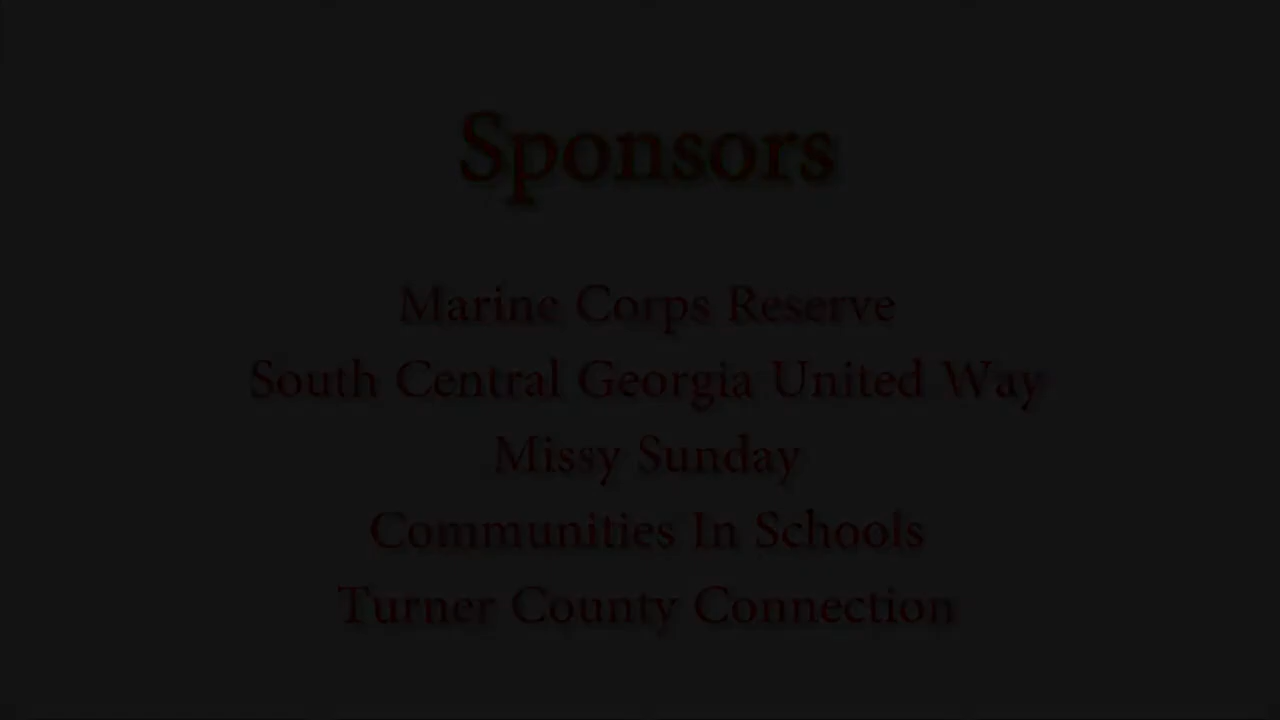 Sponsors
Marine Corps Reserve
South Central Georgia United Way
Missy Sunday
Communities In Schools
Turner County Connection